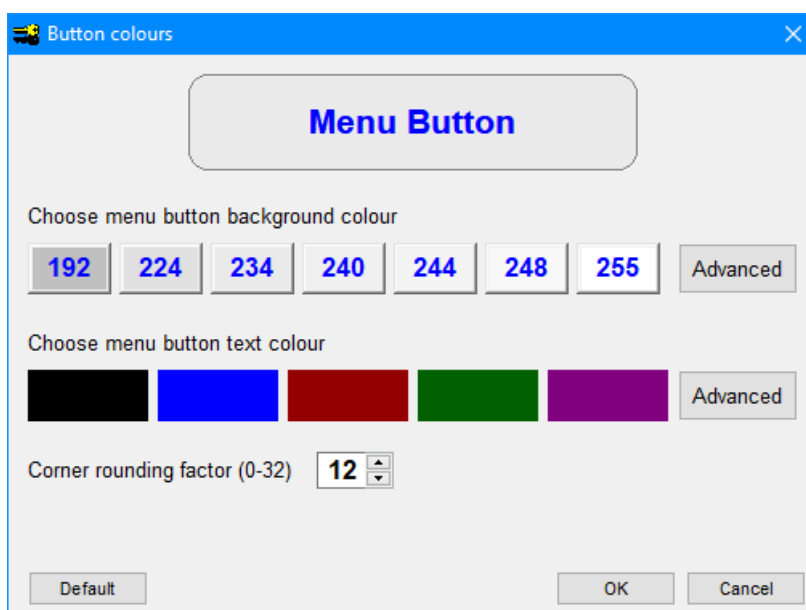 Button colours
Menu Button
Choose menu button background colour
192 224 234 240 244 248 255 Advanced
Choose menu button text colour
Advanced
Corner rounding factor (0-32) 12
Default OK Cancel